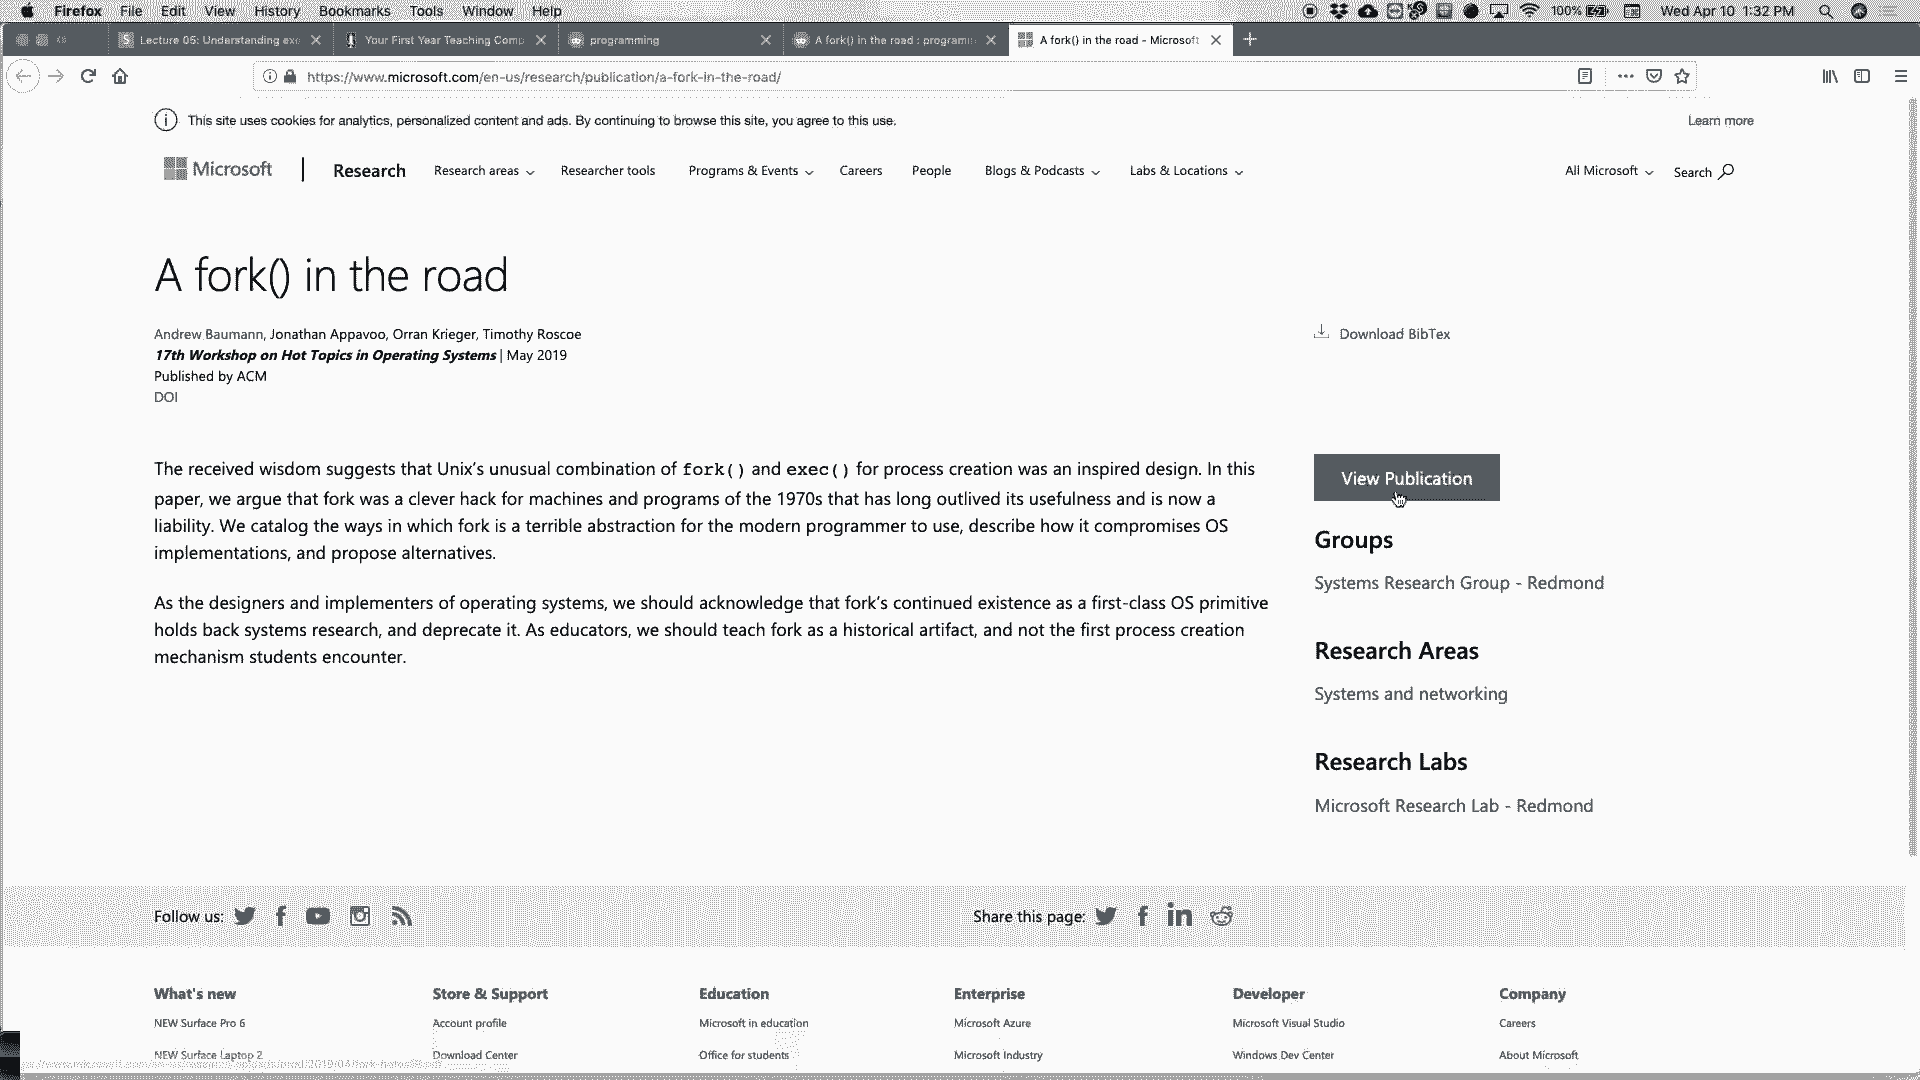 Firefox File Edit View History Bookmarks Tools Window Help 100% Wed Apr 10 1:32 PM
Lecture 05: Understanding exe Your First Year Teaching Comp programming A fork() in the road : programi A fork() in the road - Microsoft
https://www.microsoft.com/en-us/research/publication/a-fork-in-the-road/
This site uses cookies for analytics, personalized content and ads. By continuing to browse this site, you agree to this use. Learn more
Microsoft Research Research areas Researcher tools Programs & Events Careers People Blogs & Podcasts Labs & Locations All Microsoft Search
A fork() in the road
Andrew Baumann, Jonathan Appavoo, Orran Krieger, Timothy Roscoe
17th Workshop on Hot Topics in Operating Systems | May 2019
Published by ACM
DOI
Download BibTex
The received wisdom suggests that Unix's unusual combination of fork() and exec() for process creation was an inspired design. In this
paper, we argue that fork was a clever hack for machines and programs of the 1970s that has long outlived its usefulness and is now a
liability. We catalog the ways in which fork is a terrible abstraction for the modern programmer to use, describe how it compromises OS
implementations, and propose alternatives.
As the designers and implementers of operating systems, we should acknowledge that fork's continued existence as a first-class OS primitive
holds back systems research, and deprecate it. As educators, we should teach fork as a historical artifact, and not the first process creation
mechanism students encounter.
View Publication
Groups
Systems Research Group - Redmond
Research Areas
Systems and networking
Research Labs
Microsoft Research Lab - Redmond
Follow us: Share this page:
What's new Store & Support Education Enterprise Developer Company
NEW Surface Pro 6 Account profile Microsoft in education Microsoft Azure Microsoft Visual Studio Careers
NEW Surface Laptop 2 Download Center Office for students Microsoft Industry Windows Dev Center About Microsoft